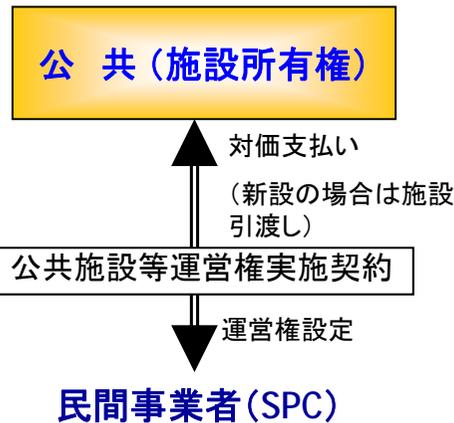 公　共（施設所有権）
対価支払い
（新設の場合は施設
引渡し）
公共施設等運営権実施契約
運営権設定
民間事業者（SPC）